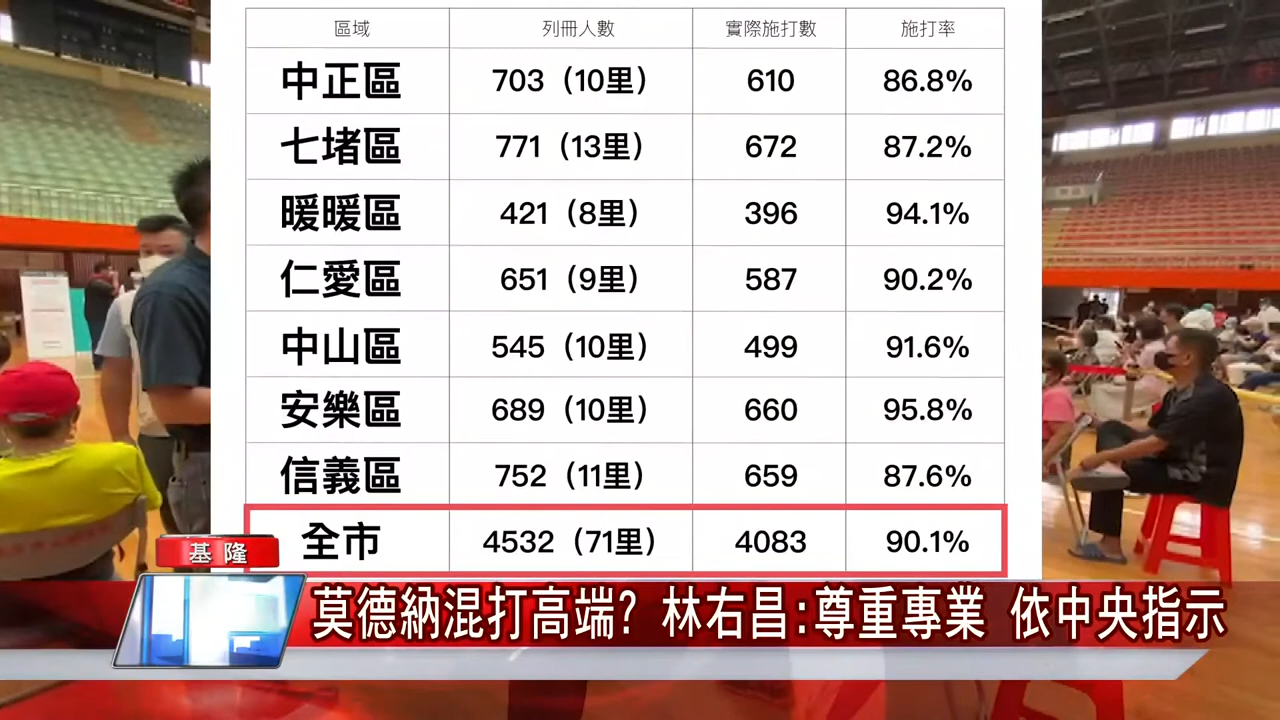 區域 列冊人數 實際施打數 施打率
中正區 703（10里） 610 86.8%
七堵區 771（13里） 672 87.2%
暖暖區 421（8里） 396 94.1%
仁愛區 651（9里） 587 90.2%
中山區 545（10里） 499 91.6%
安樂區 689（10里） 660 95.8%
信義區 752（11里） 659 87.6%
全市 4532（71里） 4083 90.1%
基隆
莫德納混打高端? 林右昌:尊重專業 依中央指示